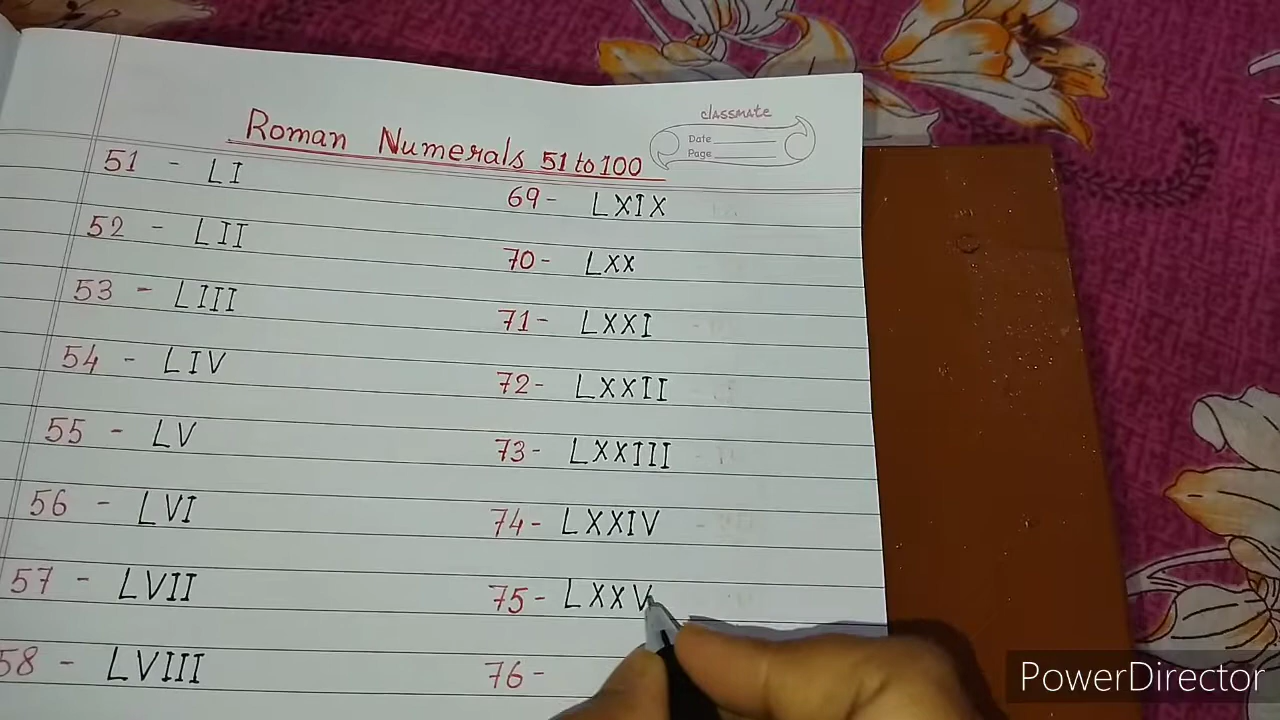 classmate
Date
Page
Roman Numerals 51 to 100
51 - LI
52 - LII
53 - LIII
54 - LIV
55 - LV
56 - LVI
57 - LVII
58 - LVIII
69 - LXIX
70 - LXX
71 - LXXI
72 - LXXII
73 - LXXIII
74 - LXXIV
75 - LXXV
76 -
PowerDirector